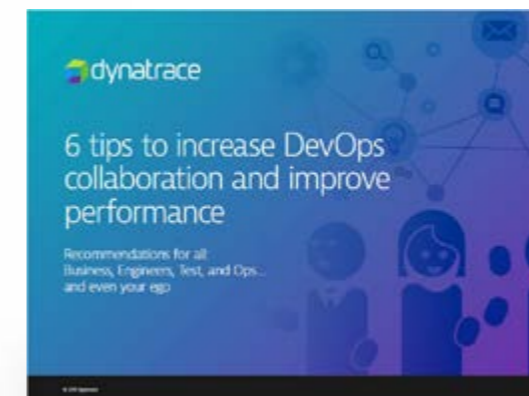 dynatrace
6 tips to increase DevOps
collaboration and improve
performance
Recommendations for all:
Business, Engineers, Test, and Ops...
and even your ego